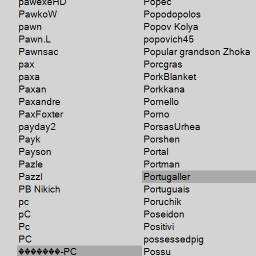 pawexeHD
PawkoW
pawn
Pawn.L
Pawnsac
pax
paxa
Paxan
Paxandre
PaxFoxter
payday2
Payk
Payson
Pazle
Pazzl
PB Nikich
pc
pC
Pc
PC
�������-PC
Popec
Popodopolos
Popov Kolya
popovich45
Popular grandson Zhoka
Porcgras
PorkBlanket
Porkkana
Pornello
Porno
PorsasUrhea
Porshen
Portal
Portman
Portugaller
Portuguais
Poruchik
Poseidon
Positivi
possessedpig
Possu